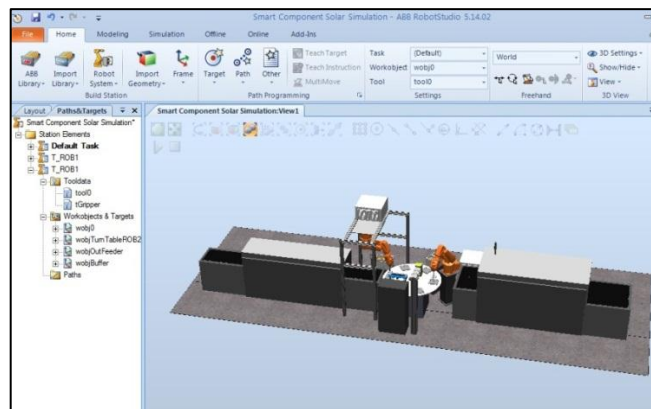 Smart Component Solar Simulation - ABB RobotStudio 5.14.02
File Home Modeling Simulation Offline Online Add-Ins
ABB Library
Import Library
Robot System
Import Geometry
Frame
Target
Path
Other
Teach Target
Teach Instruction
MultiMove
Task (Default)
Workobject wobj0
Tool tool0
World
3D Settings
Show/Hide
View
Build Station Path Programming Settings Freehand 3D View
Layout Paths&Targets
Smart Component Solar Simulation:View1
Smart Component Solar Simulation*
Station Elements
Default Task
T_ROB1
T_ROB1
Tooldata
tool0
tGripper
Workobjects & Targets
wobj0
wobjTurnTableROB2
wobjOutFeeder
wobjBuffer
Paths